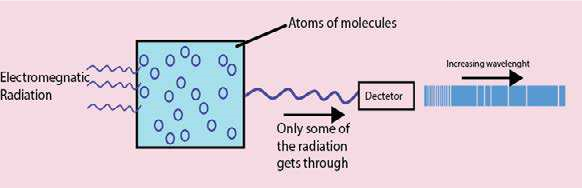 Atoms of molecules
Electromegnatic
Radiation
Dectetor
Increasing wavelenght
Only some of
the radiation
gets through